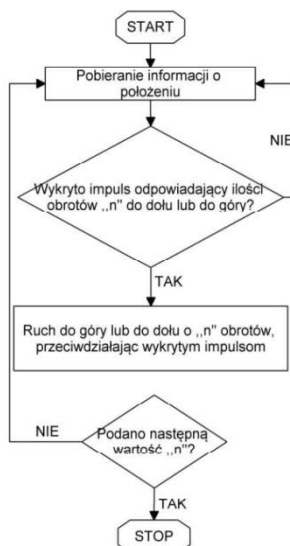 START
Pobieranie informacji o
położeniu
NIE
Wykryto impuls odpowiadający ilości
obrotów ,,n" do dołu lub do góry?
TAK
Ruch do góry lub do dołu o ,,n" obrotów,
przeciwdziałając wykrytym impulsom
NIE
Podano następną
wartość ,,n"?
TAK
STOP